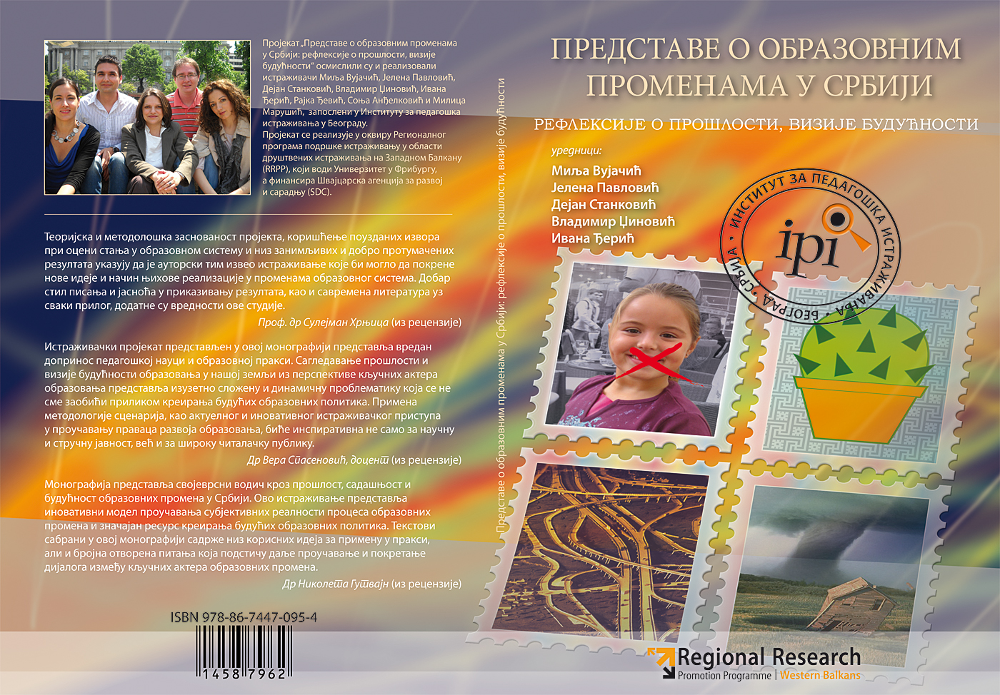 Пројекат „Представе о образовним променама
у Србији: рефлексије о прошлости, визије
будућности“ осмислили су и реализовали
истраживачи Миља Вујачић, Јелена Павловић,
Дејан Станковић, Владимир Џиновић, Ивана
Ђерић, Рајка Ђевић, Соња Анђелковић и Милица
Марушић, запослени у Институту за педагошка
истраживања у Београду.
Пројекат се реализује у оквиру Регионалног
програма подршке истраживању у области
друштвених истраживања на Западном Балкану
(RRPP), који води Универзитет у Фрибургу,
а финансира Швајцарска агенција за развој
и сарадњу (SDC).
Теоријска и методолошка заснованост пројекта, коришћење поузданих извора
при оцени стања у образовном систему и низ занимљивих и добро протумачених
резултата указују да је ауторски тим извео истраживање које би могло да покрене
нове идеје и начин њихове реализације у променама образовног система. Добар
стил писања и јасноћа у приказивању резултата, као и савремена литература уз
сваки прилог, додатне су вредности ове студије.
Проф. др Сулејман Хрњица (из рецензије)
Истраживачки пројекат представљен у овој монографији представља вредан
допринос педагошкој науци и образовној пракси. Сагледавање прошлости и
визије будућности образовања у нашој земљи из перспективе кључних актера
образовања представља изузетно сложену и динамичну проблематику која се не
сме заобићи приликом креирања будућих образовних политика. Примена
методологије сценарија, као актуелног и иновативног истраживачког приступа
у проучавању праваца развоја образовања, биће инспиративна не само за научну
и стручну јавност, већ и за широку читалачку публику.
Др Вера Спасеновић, доцент (из рецензије)
Монографија представља својеврсни водич кроз прошлост, садашњост и
будућност образовних промена у Србији. Ово истраживање представља
иновативни модел проучавања субјективних реалности процеса образовних
промена и значајан ресурс креирања будућих образовних политика. Текстови
сабрани у овој монографији садрже низ корисних идеја за примену у пракси,
али и бројна отворена питања која подстичу даље проучавање и покретање
дијалога између кључних актера образовних промена.
Др Николета Гутвајн (из рецензије)
ISBN 978-86-7447-095-4
1458 7962
Представе о образовним променама у Србији: рефлексије о прошлости, визије будућности
ПРЕДСТАВЕ О ОБРАЗОВНИМ
ПРОМЕНАМА У СРБИЈИ
РЕФЛЕКСИЈЕ О ПРОШЛОСТИ, ВИЗИЈЕ БУДУЋНОСТИ
уредници:
Миља Вујачић
Јелена Павловић
Дејан Станковић
Владимир Џиновић
Ивана Ђерић
ИНСТИТУТ ЗА ПЕДАГОШКА ИСТРАЖИВАЊА • БЕОГРАД • СРБИЈА •
ipi
Regional Research
Promotion Programme | Western Balkans